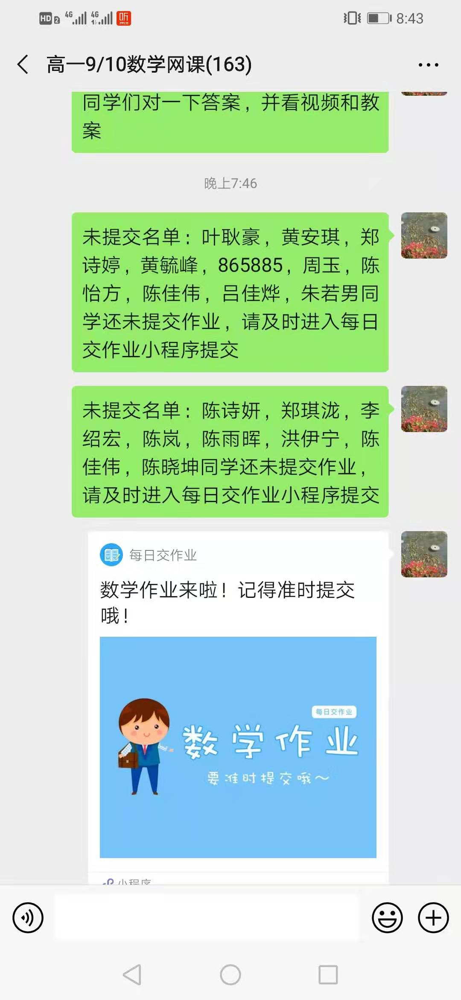 HD 2 4G 4G 听 8:43
高一9/10数学网课(163)
同学们对一下答案，并看视频和教
案
晚上7:46
未提交名单：叶耿豪，黄安琪，郑
诗婷，黄毓峰，865885，周玉，陈
怡方，陈佳伟，吕佳烨，朱若男同
学还未提交作业，请及时进入每日
交作业小程序提交
未提交名单：陈诗妍，郑琪泷，李
绍宏，陈岚，陈雨晖，洪伊宁，陈
佳伟，陈晓坤同学还未提交作业，
请及时进入每日交作业小程序提交
每日交作业
数学作业来啦！记得准时提交
哦！
每日交作业
数学作业
要准时提交哦～
小程序